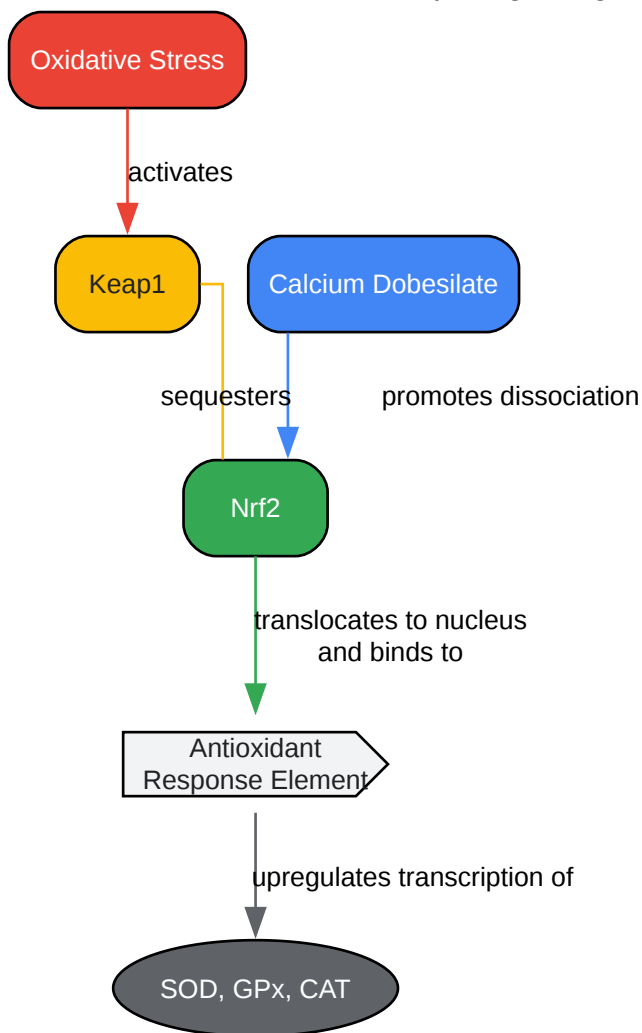 Oxidative Stress
activates
Keap1
Calcium Dobesilate
sequesters
promotes dissociation
Nrf2
translocates to nucleus
and binds to
Antioxidant
Response Element
upregulates transcription of
SOD, GPx, CAT